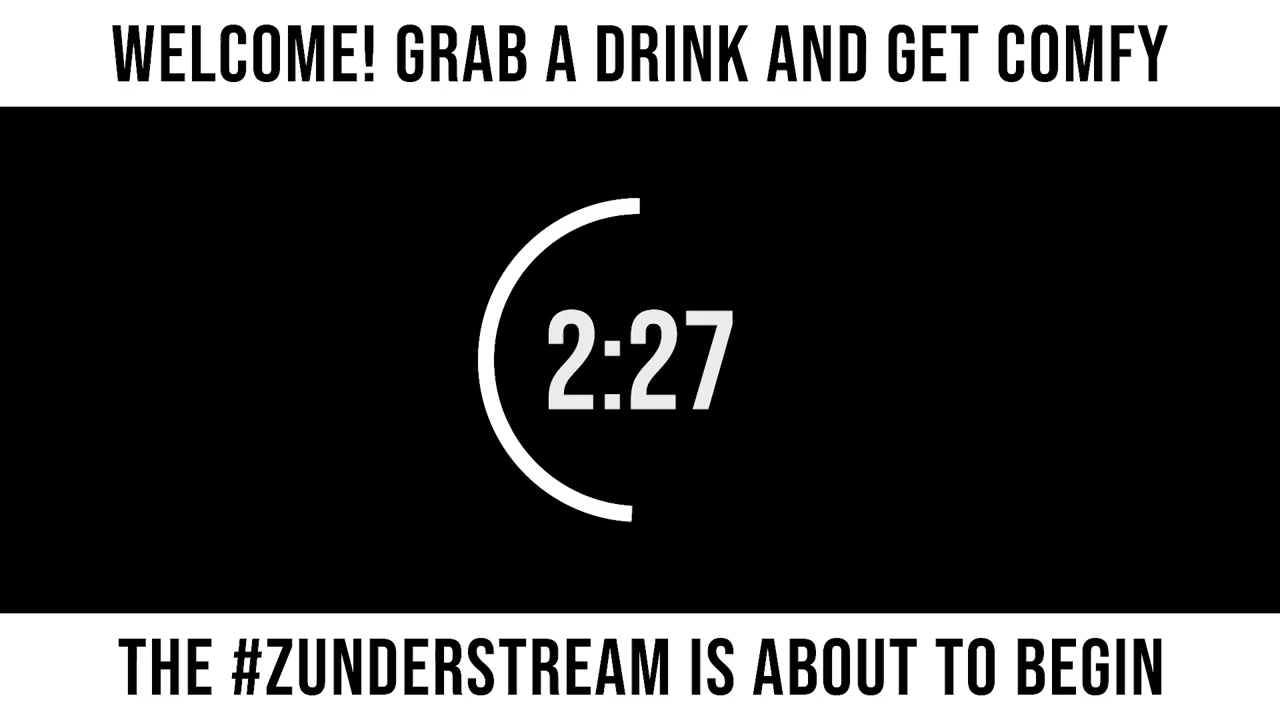 WELCOME! GRAB A DRINK AND GET COMFY
2:27
THE #ZUNDERSTREAM IS ABOUT TO BEGIN